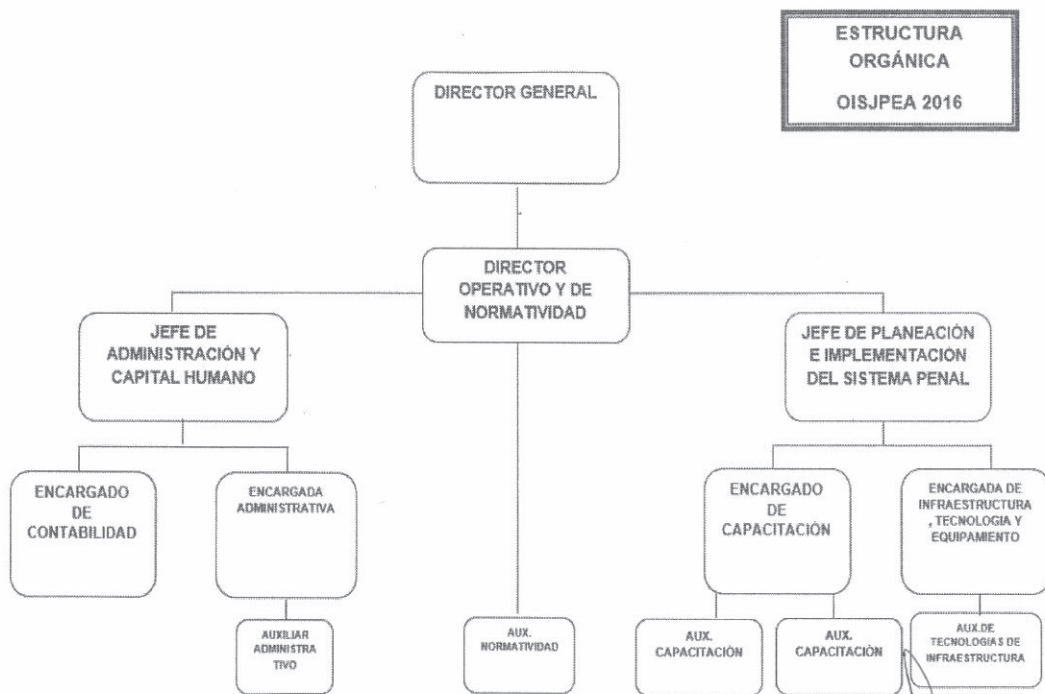 ESTRUCTURA
ORGÁNICA
OISJPEA 2016
DIRECTOR GENERAL
DIRECTOR
OPERATIVO Y DE
NORMATIVIDAD
JEFE DE
ADMINISTRACIÓN Y
CAPITAL HUMANO
JEFE DE PLANEACIÓN
E IMPLEMENTACIÓN
DEL SISTEMA PENAL
ENCARGADO
DE
CONTABILIDAD
ENCARGADA
ADMINISTRATIVA
ENCARGADO
DE
CAPACITACIÓN
ENCARGADA DE
INFRAESTRUCTURA
, TECNOLOGIA Y
EQUIPAMIENTO
AUXILIAR
ADMINISTRA
TIVO
AUX.
NORMATIVIDAD
AUX.
CAPACITACIÓN
AUX.
CAPACITACIÓN
AUX.DE
TECNOLOGIAS DE
INFRAESTRUCTURA